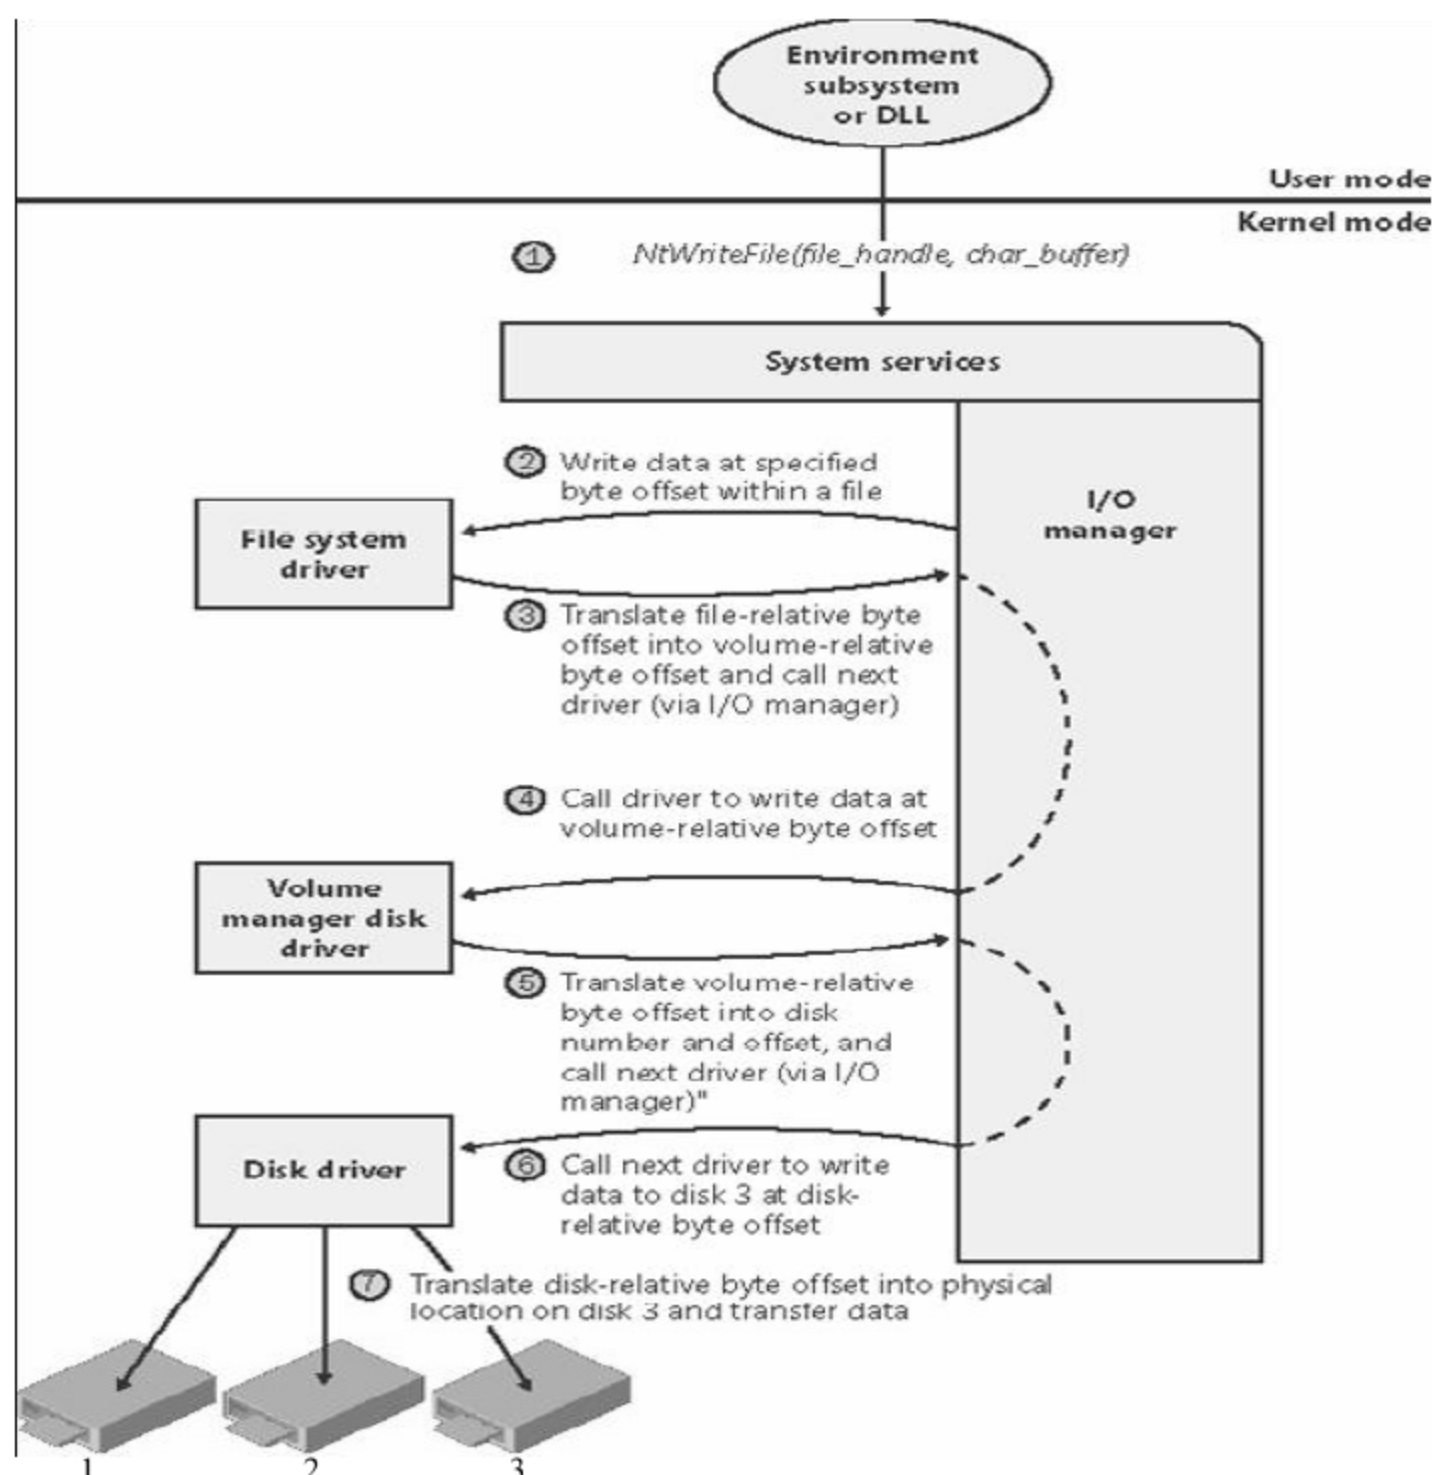 Environment
subsystem
or DLL
User mode
Kernel mode
1 NtWriteFile(file_handle, char_buffer)
System services
2 Write data at specified
byte offset within a file
I/O
manager
File system
driver
3 Translate file-relative byte
offset into volume-relative
byte offset and call next
driver (via I/O manager)
4 Call driver to write data at
volume-relative byte offset
Volume
manager disk
driver
5 Translate volume-relative
byte offset into disk
number and offset, and
call next driver (via I/O
manager)"
Disk driver
6 Call next driver to write
data to disk 3 at disk-
relative byte offset
7 Translate disk-relative byte offset into physical
location on disk 3 and transfer data
1 2 3